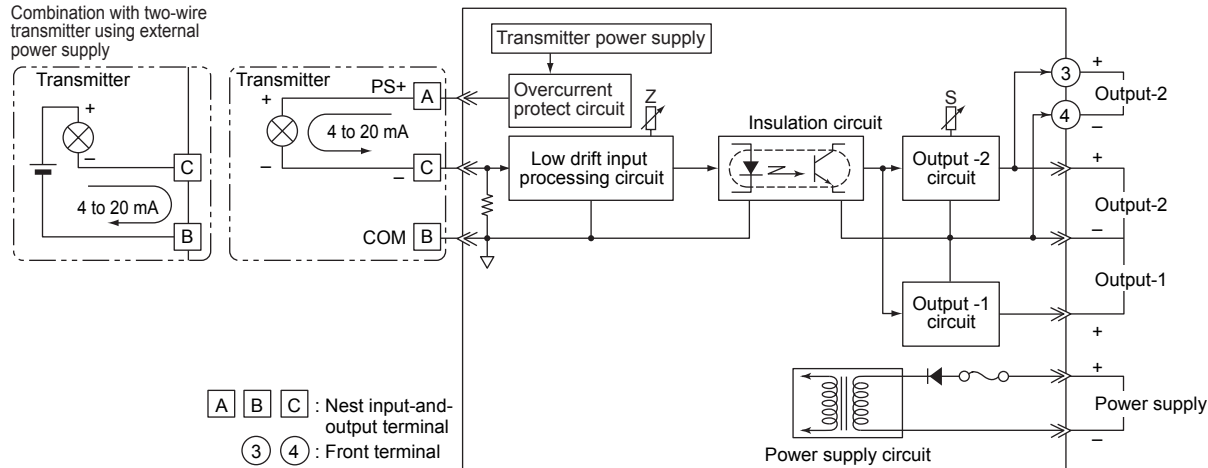 Combination with two-wire
transmitter using external
power supply
Transmitter
+
–
C
4 to 20 mA
B
Transmitter
PS+
A
+
4 to 20 mA
–
–
C
COM
B
Transmitter power supply
Overcurrent
protect circuit
Z
Low drift input
processing circuit
Insulation circuit
S
Output -2
circuit
Output -1
circuit
3
+
Output-2
4
–
+
Output-2
–
Output-1
+
+
Power supply
–
Power supply circuit
A B C : Nest input-and-
output terminal
3 4 : Front terminal